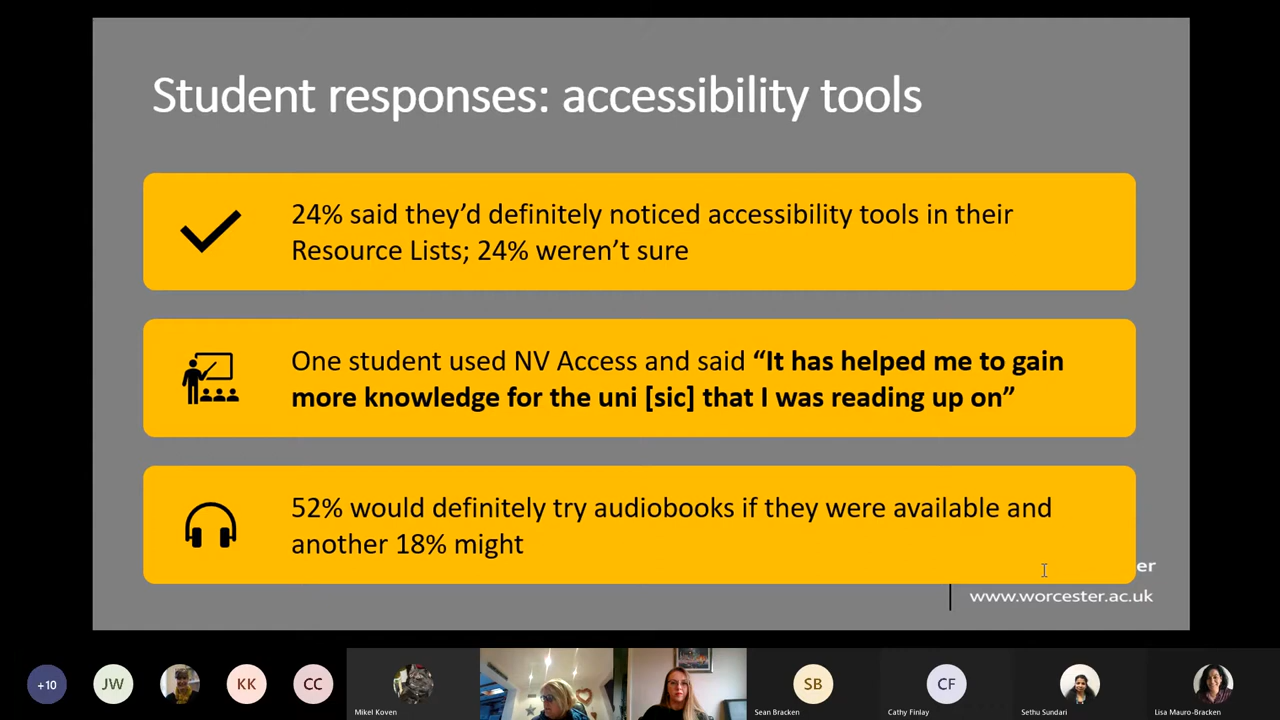 Student responses: accessibility tools
24% said they’d definitely noticed accessibility tools in their
Resource Lists; 24% weren’t sure
One student used NV Access and said “It has helped me to gain
more knowledge for the uni [sic] that I was reading up on”
52% would definitely try audiobooks if they were available and
another 18% might
er
www.worcester.ac.uk
+10
JW
KK
CC
Mikel Koven
SB
Sean Bracken
CF
Cathy Finlay
Sethu Sundari
Lisa Mauro-Bracken